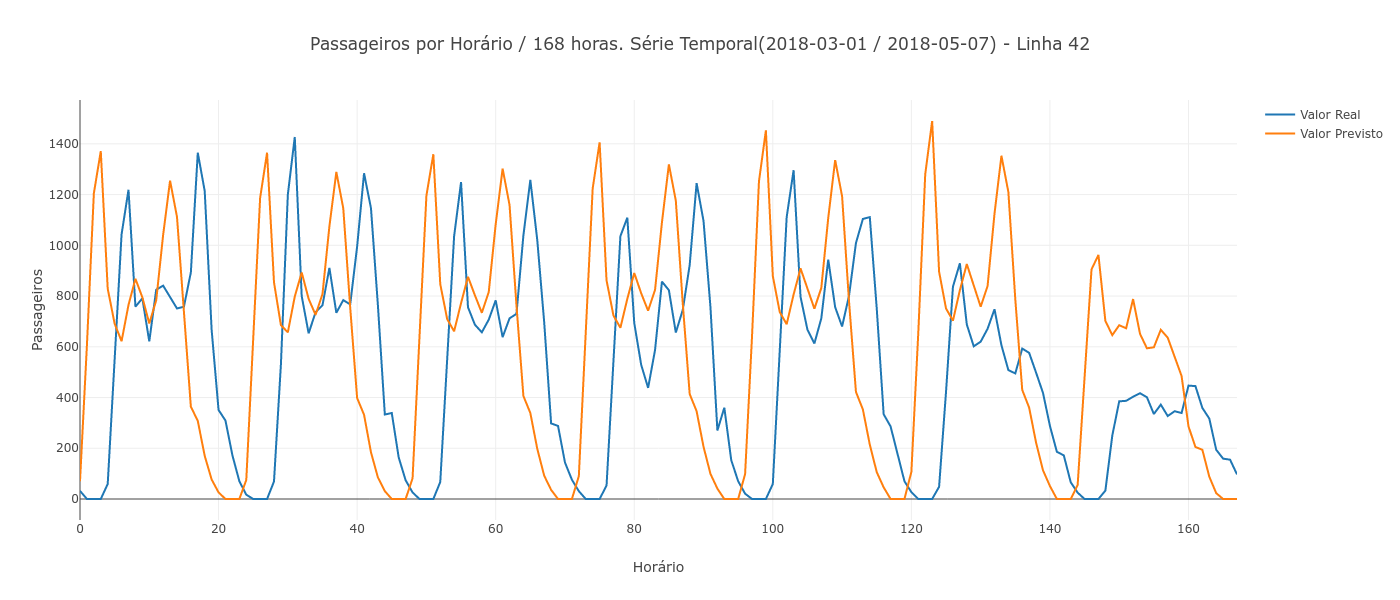 Passageiros por Horário / 168 horas. Série Temporal(2018-03-01 / 2018-05-07) - Linha 42
Valor Real
Valor Previsto
Passageiros
1400
1200
1000
800
600
400
200
0
0 20 40 60 80 100 120 140 160
Horário